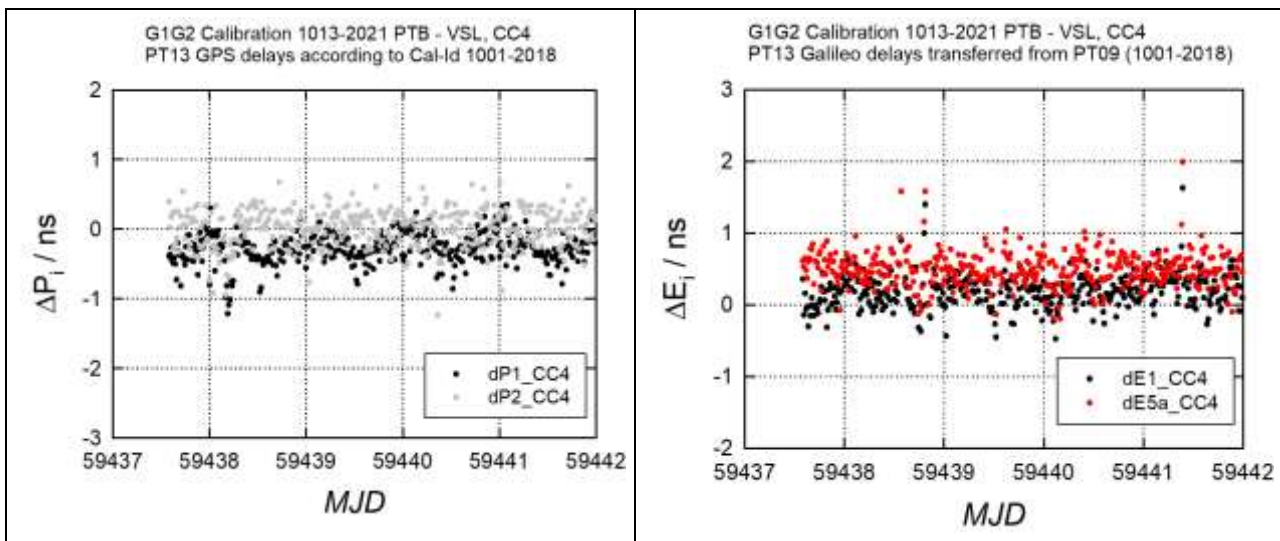 G1G2 Calibration 1013-2021 PTB - VSL, CC4
PT13 GPS delays according to Cal-Id 1001-2018
2
1
0
-1
-2
-3
ΔPi / ns
dP1_CC4
dP2_CC4
59437 59438 59439 59440 59441 59442
MJD
G1G2 Calibration 1013-2021 PTB - VSL, CC4
PT13 Galileo delays transferred from PT09 (1001-2018)
3
2
1
0
-1
-2
ΔEi / ns
dE1_CC4
dE5a_CC4
59437 59438 59439 59440 59441 59442
MJD